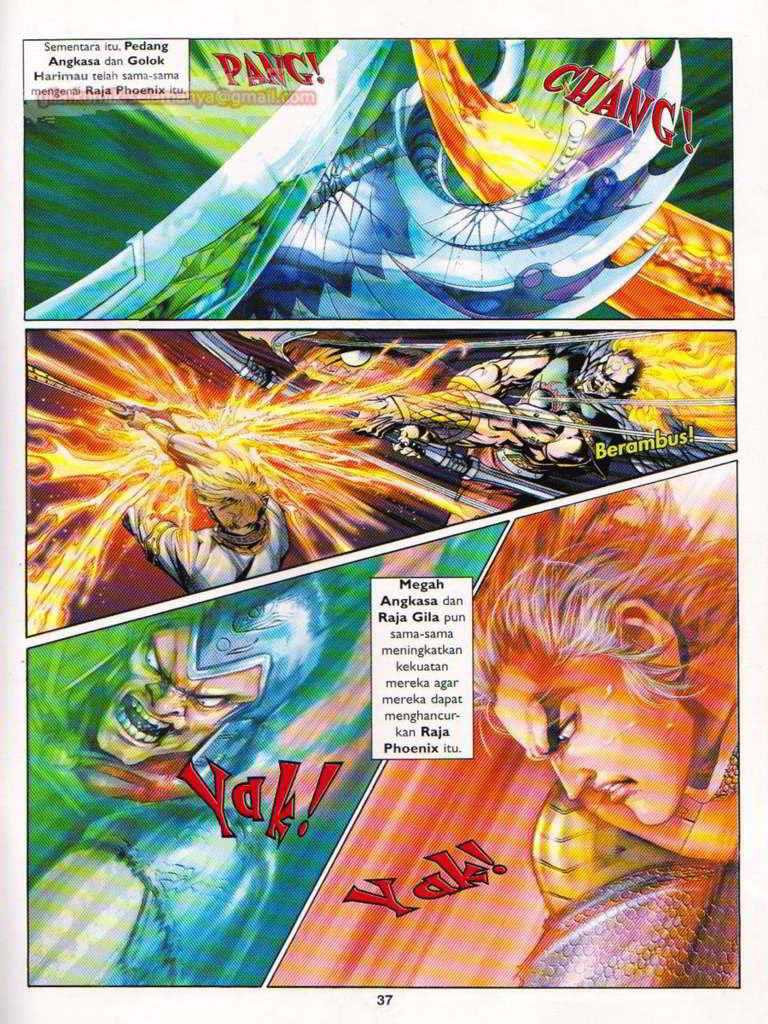 Sementara itu, Pedang
Angkasa dan Golok
Harimau telah sama-sama
mengenai Raja Phoenix itu.
PANG!
CHANG!
Berambus!
Megah
Angkasa dan
Raja Gila pun
sama-sama
meningkatkan
kekuatan
mereka agar
mereka dapat
menghancur-
kan Raja
Phoenix itu.
Yak!
Yak!
37